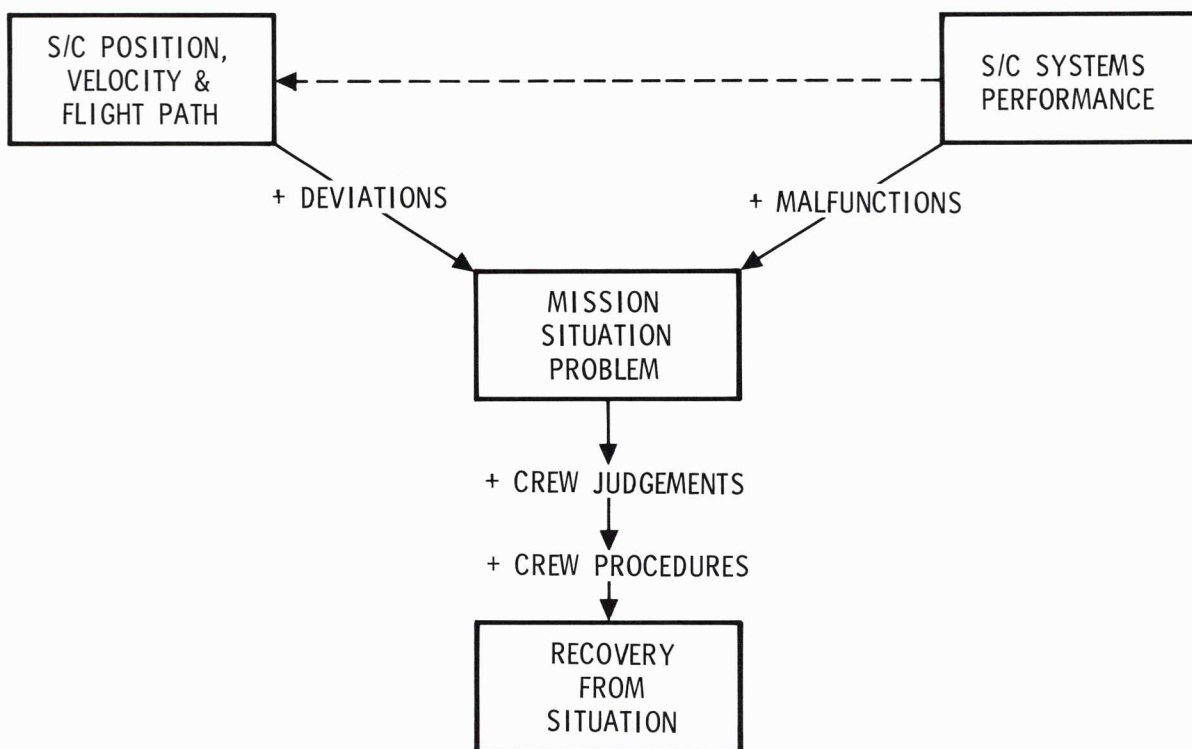 S/C POSITION,
VELOCITY &
FLIGHT PATH
S/C SYSTEMS
PERFORMANCE
+ DEVIATIONS
+ MALFUNCTIONS
MISSION
SITUATION
PROBLEM
+ CREW JUDGEMENTS
+ CREW PROCEDURES
RECOVERY
FROM
SITUATION